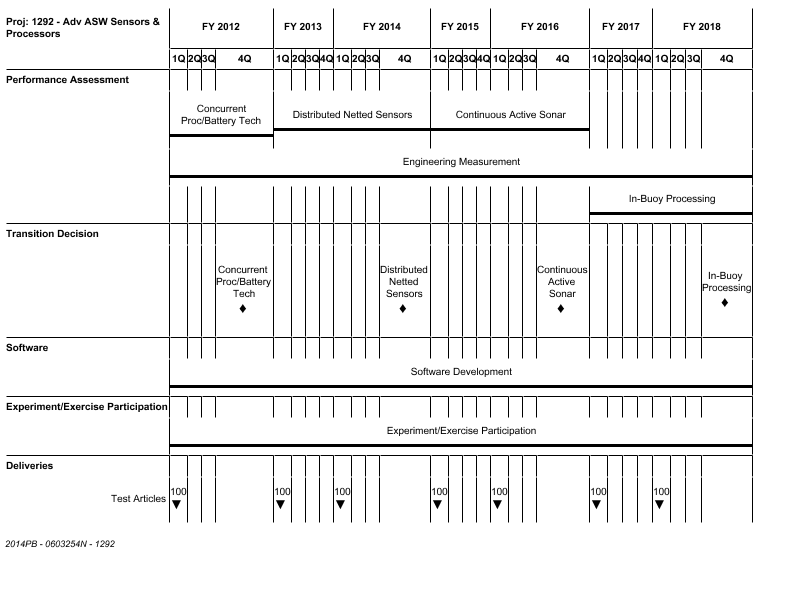 Proj: 1292 - Adv ASW Sensors &
Processors
FY 2012 FY 2013 FY 2014 FY 2015 FY 2016 FY 2017 FY 2018
1Q 2Q 3Q 4Q 1Q 2Q 3Q 4Q 1Q 2Q 3Q 4Q 1Q 2Q 3Q 4Q 1Q 2Q 3Q 4Q 1Q 2Q 3Q 4Q 1Q 2Q 3Q 4Q
Performance Assessment
Concurrent
Proc/Battery Tech
Distributed Netted Sensors
Continuous Active Sonar
Engineering Measurement
In-Buoy Processing
Transition Decision
Concurrent
Proc/Battery
Tech
Distributed
Netted
Sensors
Continuous
Active
Sonar
In-Buoy
Processing
Software
Software Development
Experiment/Exercise Participation
Experiment/Exercise Participation
Deliveries
Test Articles 100 100 100 100 100 100 100
2014PB - 0603254N - 1292